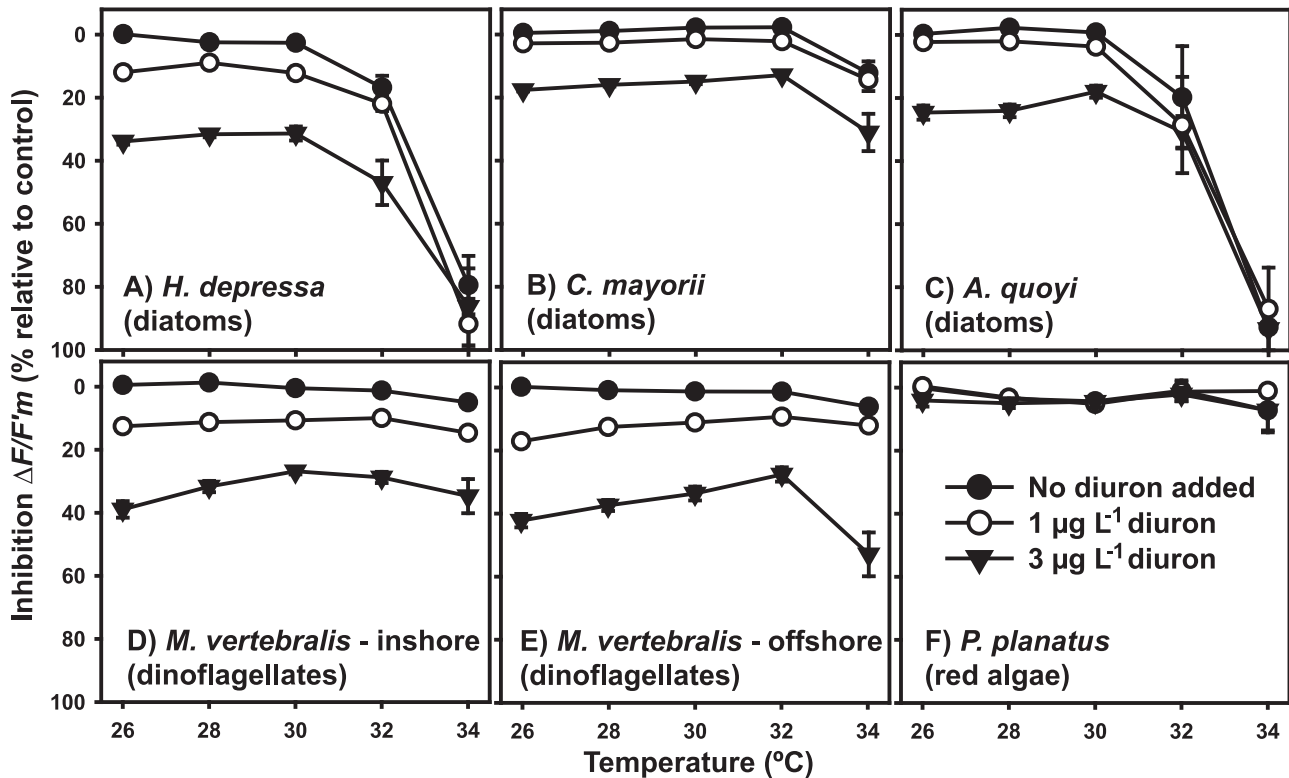 Inhibition ΔF/F'm (% relative to control)
0
20
40
60
80
100
A) H. depressa
(diatoms)
B) C. mayorii
(diatoms)
C) A. quoyi
(diatoms)
0
20
40
60
80
100
D) M. vertebralis - inshore
(dinoflagellates)
E) M. vertebralis - offshore
(dinoflagellates)
No diuron added
1 µg L⁻¹ diuron
3 µg L⁻¹ diuron
F) P. planatus
(red algae)
26 28 30 32 34
26 28 30 32 34
26 28 30 32 34
Temperature (ºC)